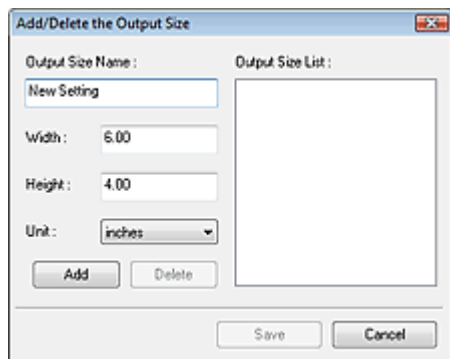 Add/Delete the Output Size
Output Size Name :
New Setting
Width :
6.00
Height :
4.00
Unit :
inches
Add
Delete
Output Size List :
Save
Cancel